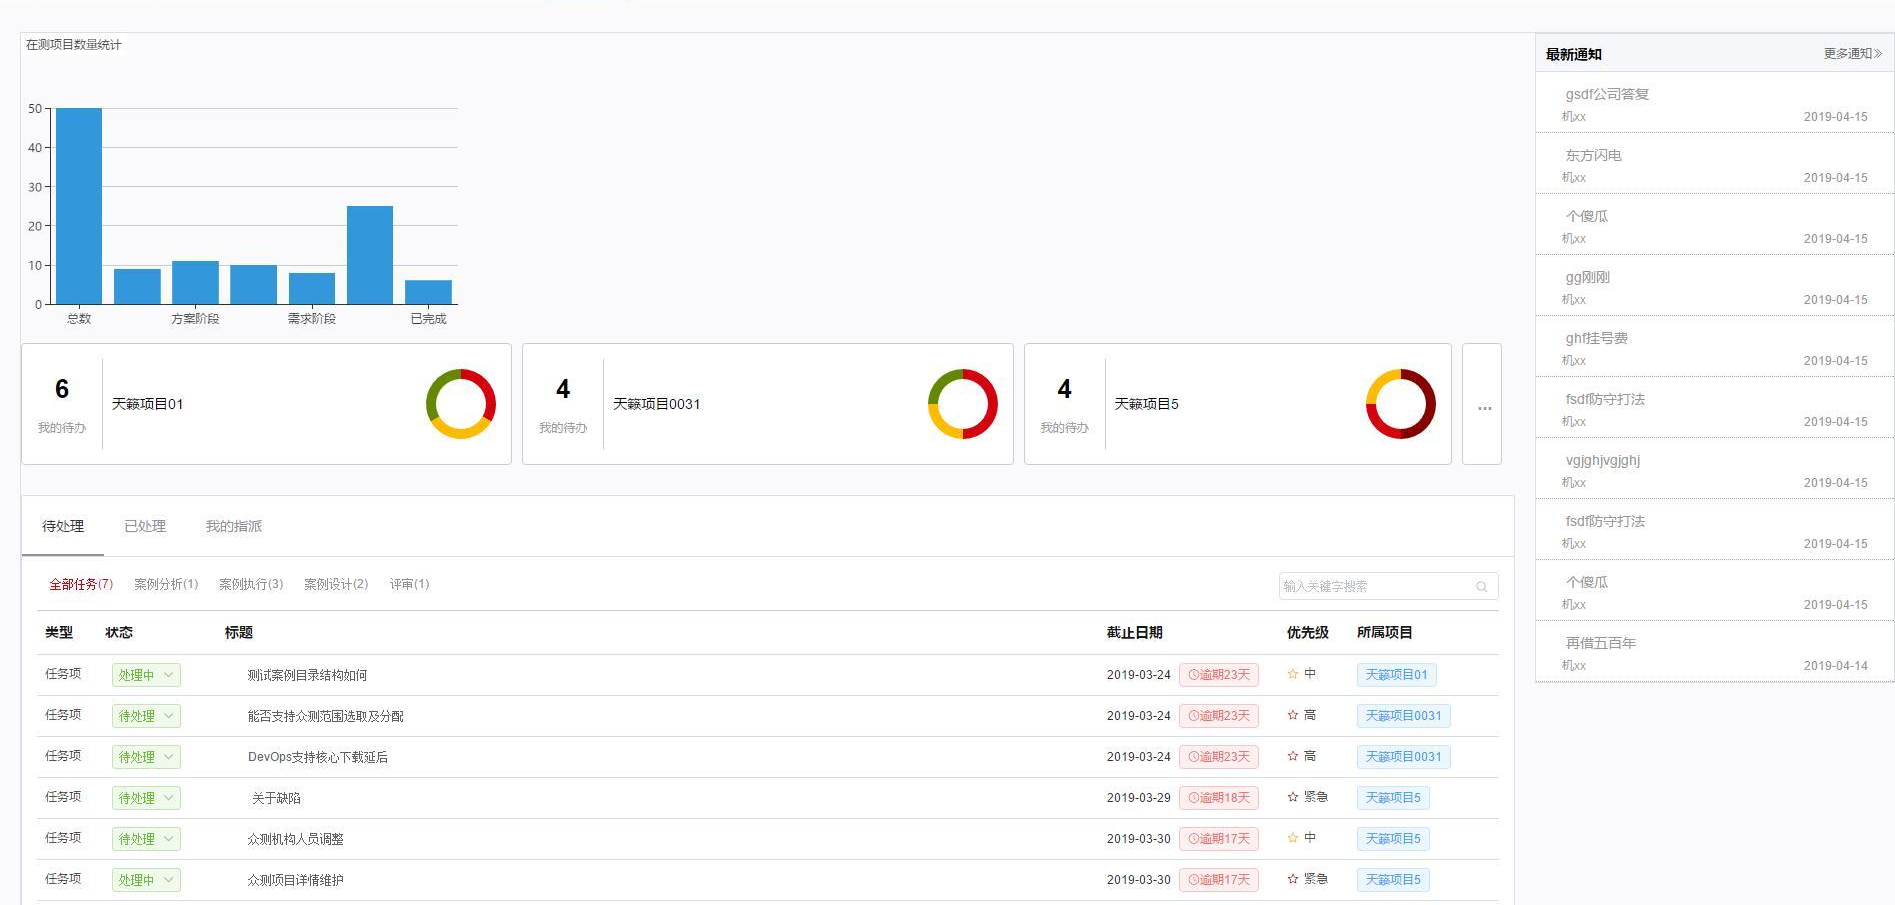 在测项目数量统计
50
40
30
20
10
0
总数 方案阶段 需求阶段 已完成
6
我的待办
天籁项目01
4
我的待办
天籁项目0031
4
我的待办
天籁项目5
...
待处理 已处理 我的指派
全部任务(7) 案例分析(1) 案例执行(3) 案例设计(2) 评审(1)
输入关键字搜索
类型 状态 标题 截止日期 优先级 所属项目
任务项 处理中 测试案例目录结构如何 2019-03-24 逾期23天 中 天籁项目01
任务项 待处理 能否支持众测范围选取及分配 2019-03-24 逾期23天 高 天籁项目0031
任务项 待处理 DevOps支持核心下载延后 2019-03-24 逾期23天 高 天籁项目0031
任务项 待处理 关于缺陷 2019-03-29 逾期18天 紧急 天籁项目5
任务项 待处理 众测机构人员调整 2019-03-30 逾期17天 中 天籁项目5
任务项 处理中 众测项目详情维护 2019-03-30 逾期17天 紧急 天籁项目5
最新通知 更多通知
gsdf公司答复
机xx 2019-04-15
东方闪电
机xx 2019-04-15
个傻瓜
机xx 2019-04-15
gg刚刚
机xx 2019-04-15
ghf挂号费
机xx 2019-04-15
fsdf防守打法
机xx 2019-04-15
vgjghjvgjghj
机xx 2019-04-15
fsdf防守打法
机xx 2019-04-15
个傻瓜
机xx 2019-04-15
再借五百年
机xx 2019-04-14